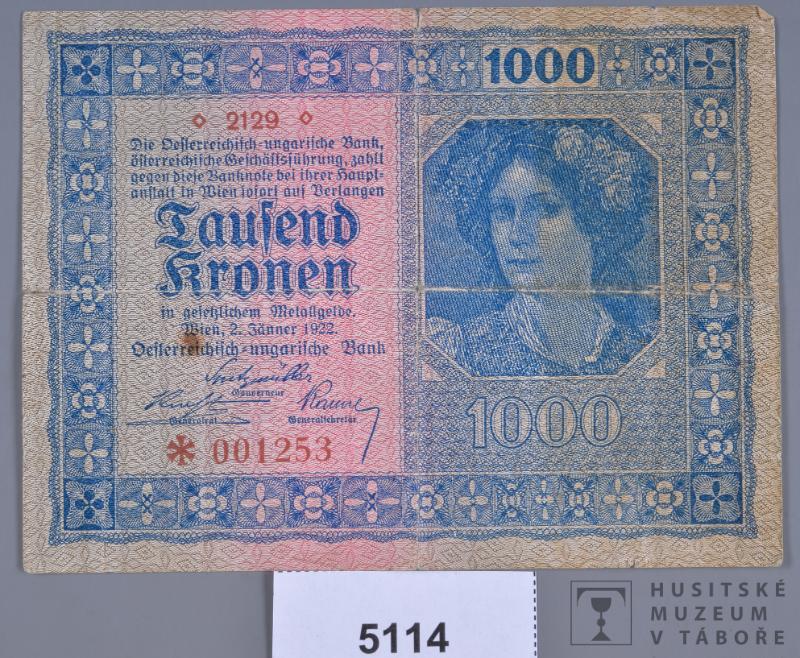 1000
2129
Die Oesterreichisch-ungarische Bank,
österreichische Geschäftsführung, zahlt
gegen diese Banknote bei ihrer Haupt-
anstalt in Wien sofort auf Verlangen
Tausend
Kronen
in gesetzlichem Metallgelde.
Wien, 2. Jänner 1922.
Oesterreichisch-ungarische Bank
Gouverneur
Generalrat
Generalsekretär
* 001253
1000
5114
HUSITSKÉ
MUZEUM
V TÁBOŘE